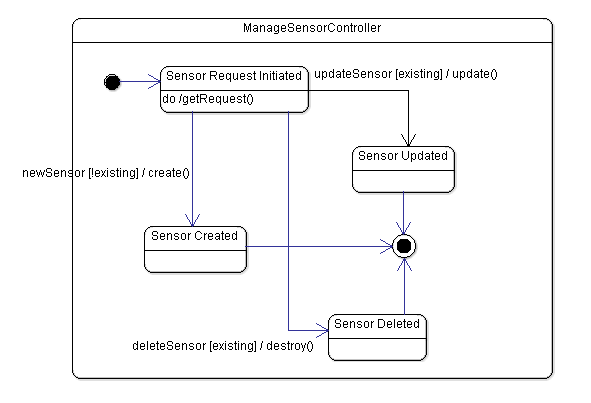 ManageSensorController
Sensor Request Initiated
updateSensor [existing] / update()
do /getRequest()
Sensor Updated
newSensor [!existing] / create()
Sensor Created
Sensor Deleted
deleteSensor [existing] / destroy()